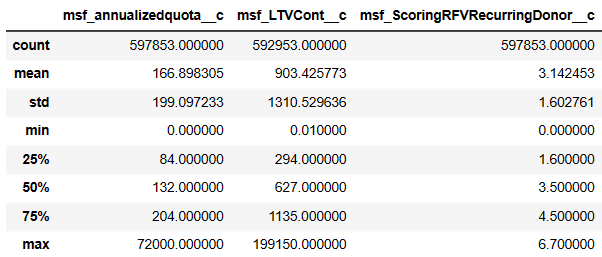 msf_annualizedquota__c msf_LTVCont__c msf_ScoringRFVRecurringDonor__c
count 597853.000000 592953.000000 597853.000000
mean 166.898305 903.425773 3.142453
std 199.097233 1310.529636 1.602761
min 0.000000 0.010000 0.000000
25% 84.000000 294.000000 1.600000
50% 132.000000 627.000000 3.500000
75% 204.000000 1135.000000 4.500000
max 72000.000000 199150.000000 6.700000